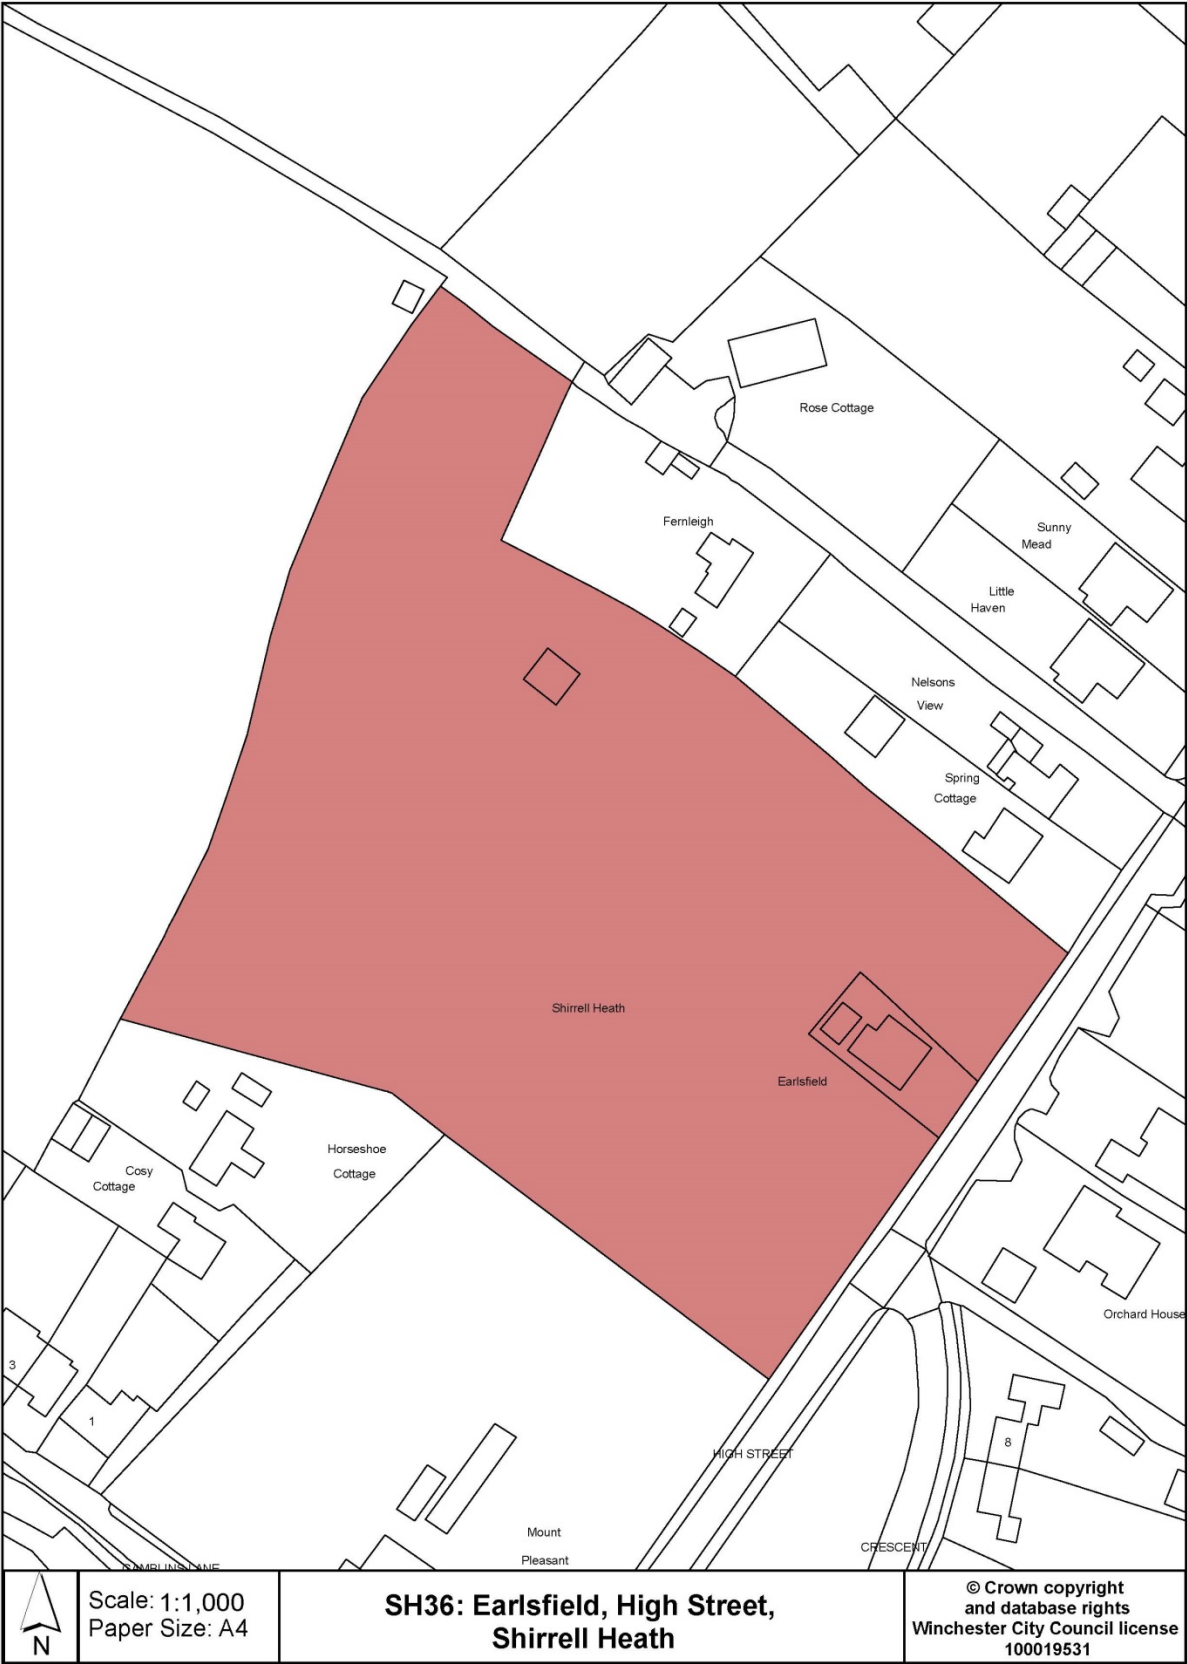 Rose Cottage
Fernleigh
Sunny
Mead
Little
Haven
Nelsons
View
Spring
Cottage
Shirrell Heath
Earlsfield
Horseshoe
Cottage
Cosy
Cottage
Orchard House
3
1
8
HIGH STREET
Mount
Pleasant
CRESCENT
GAMBLINS LANE
N
Scale: 1:1,000
Paper Size: A4
SH36: Earlsfield, High Street,
Shirrell Heath
© Crown copyright
and database rights
Winchester City Council license
100019531